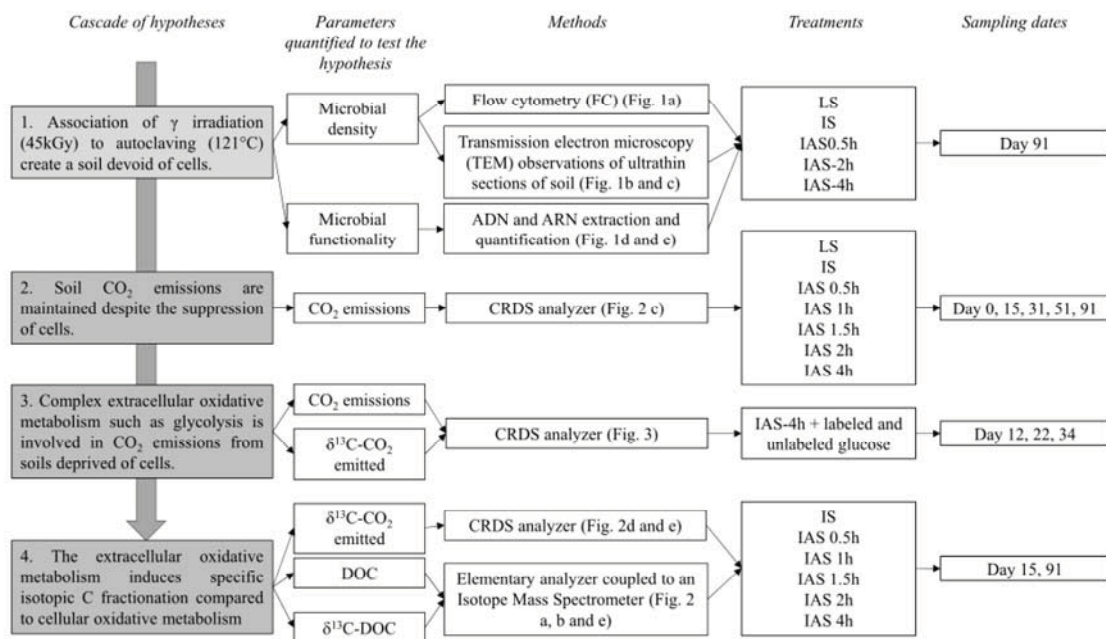 Cascade of hypotheses
Parameters
quantified to test the
hypothesis
Methods
Treatments
Sampling dates
1. Association of γ irradiation
(45kGy) to autoclaving (121°C)
create a soil devoid of cells.
Microbial
density
Microbial
functionality
Flow cytometry (FC) (Fig. 1a)
Transmission electron microscopy
(TEM) observations of ultrathin
sections of soil (Fig. 1b and c)
ADN and ARN extraction and
quantification (Fig. 1d and e)
LS
IS
IAS0.5h
IAS-2h
IAS-4h
Day 91
2. Soil CO₂ emissions are
maintained despite the suppression
of cells.
CO₂ emissions
CRDS analyzer (Fig. 2 c)
LS
IS
IAS 0.5h
IAS 1h
IAS 1.5h
IAS 2h
IAS 4h
Day 0, 15, 31, 51, 91
3. Complex extracellular oxidative
metabolism such as glycolysis is
involved in CO₂ emissions from
soils deprived of cells.
CO₂ emissions
δ¹³C-CO₂
emitted
CRDS analyzer (Fig. 3)
IAS-4h + labeled and
unlabeled glucose
Day 12, 22, 34
4. The extracellular oxidative
metabolism induces specific
isotopic C fractionation compared
to cellular oxidative metabolism
δ¹³C-CO₂
emitted
DOC
δ¹³C-DOC
CRDS analyzer (Fig. 2d and e)
Elementary analyzer coupled to an
Isotope Mass Spectrometer (Fig. 2
a, b and e)
IS
IAS 0.5h
IAS 1h
IAS 1.5h
IAS 2h
IAS 4h
Day 15, 91